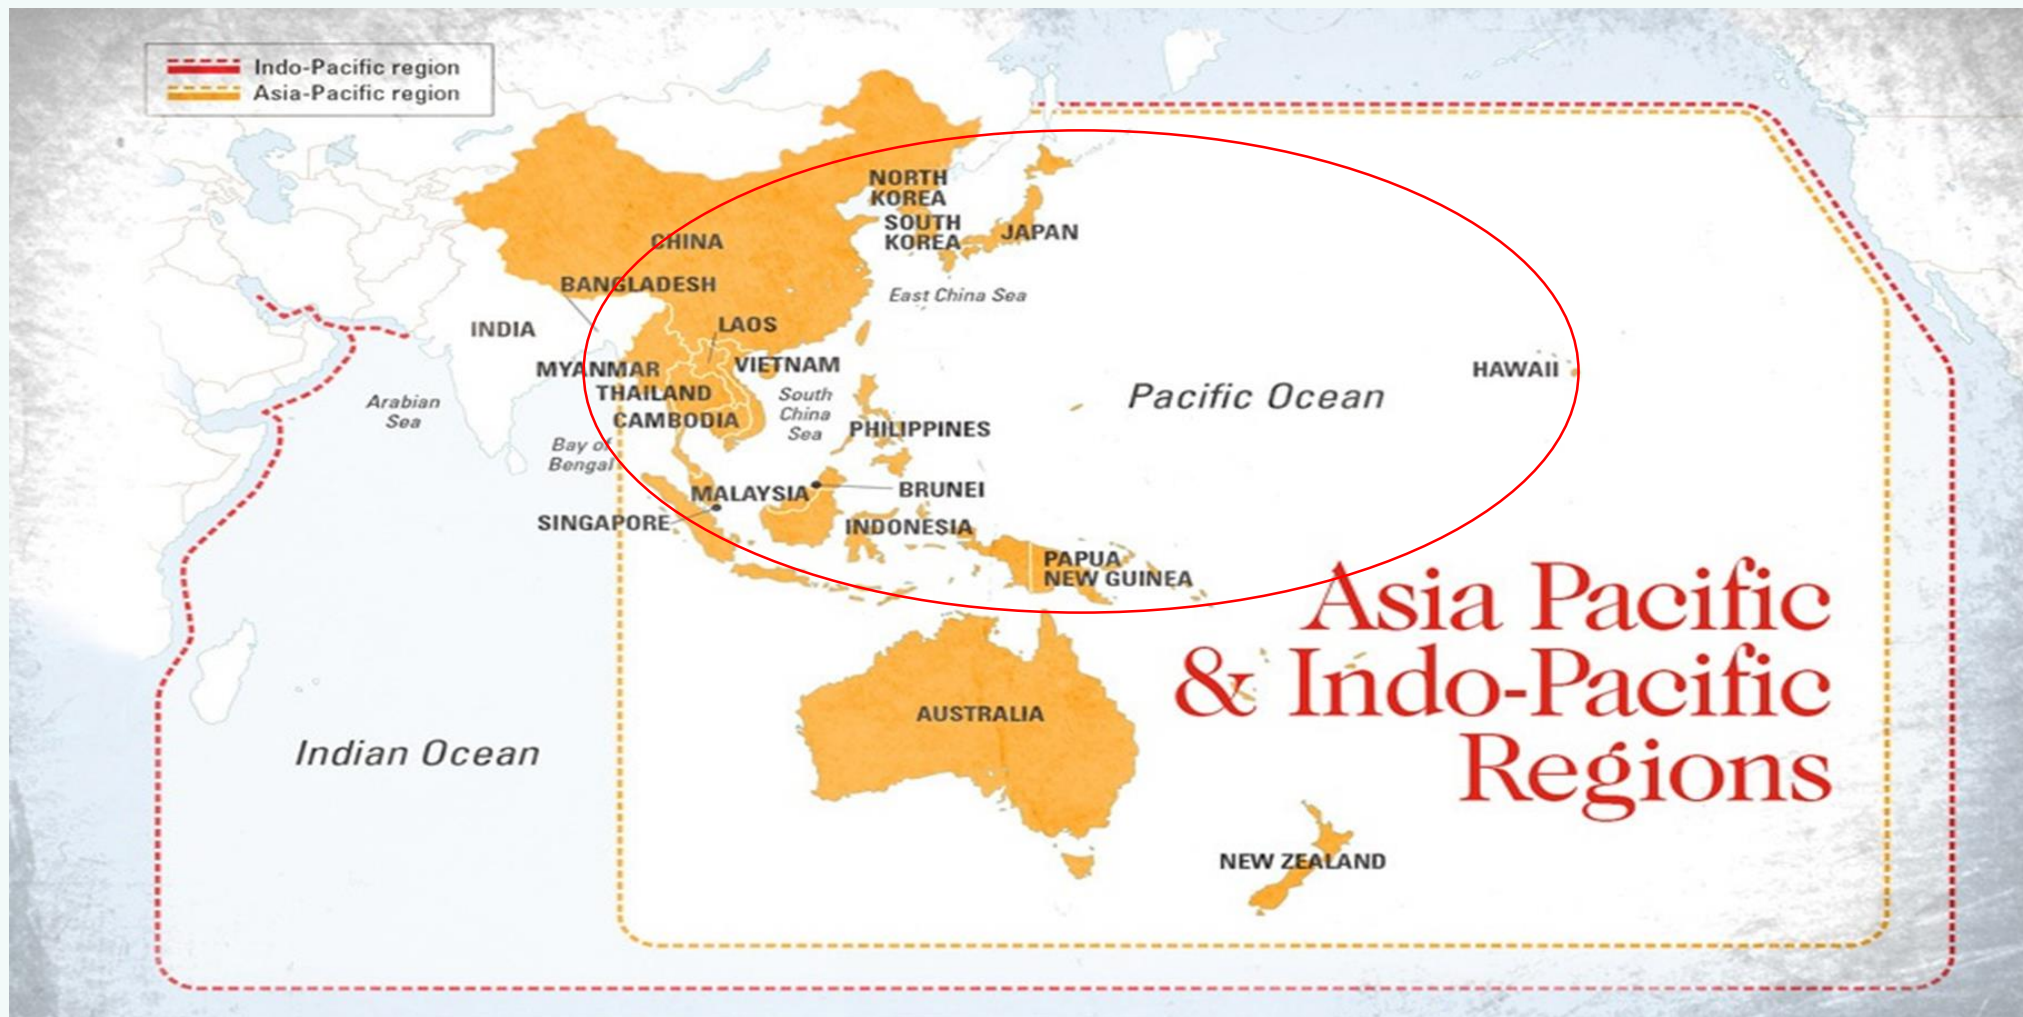 Indo-Pacific region
Asia-Pacific region
NORTH
KOREA
SOUTH
KOREA
JAPAN
CHINA
BANGLADESH
East China Sea
INDIA
LAOS
MYANMAR
VIETNAM
THAILAND
CAMBODIA
South
China
Sea
Arabian
Sea
Bay of
Bengal
PHILIPPINES
HAWAII
Pacific Ocean
MALAYSIA
BRUNEI
SINGAPORE
INDONESIA
PAPUA
NEW GUINEA
Asia Pacific
& Indo-Pacific
Regions
AUSTRALIA
Indian Ocean
NEW ZEALAND